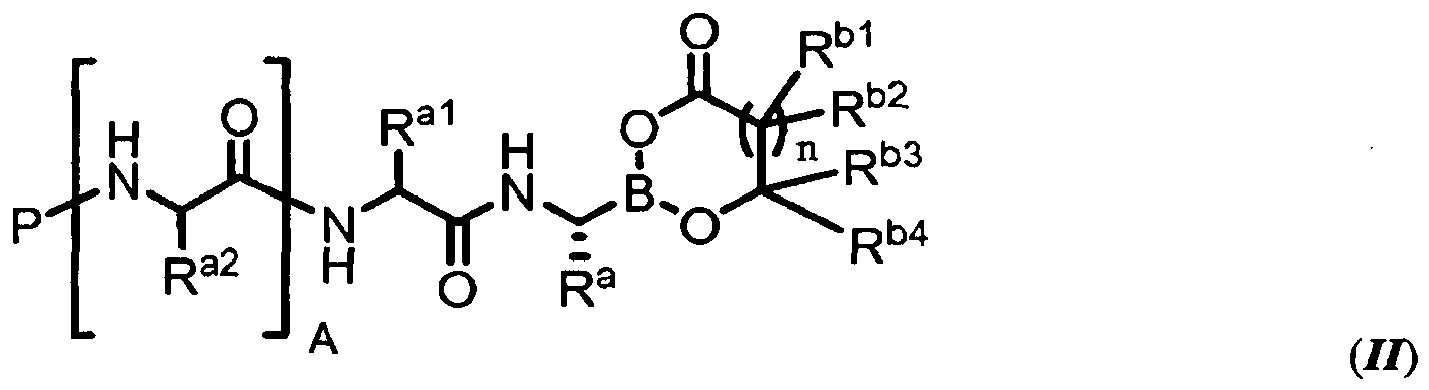 O
R^b1
R^b2
H
N
O
R^a1
H
N
O
n
R^b3
P
R^a2
N
H
O
B
O
R^a
R^b4
A
(II)